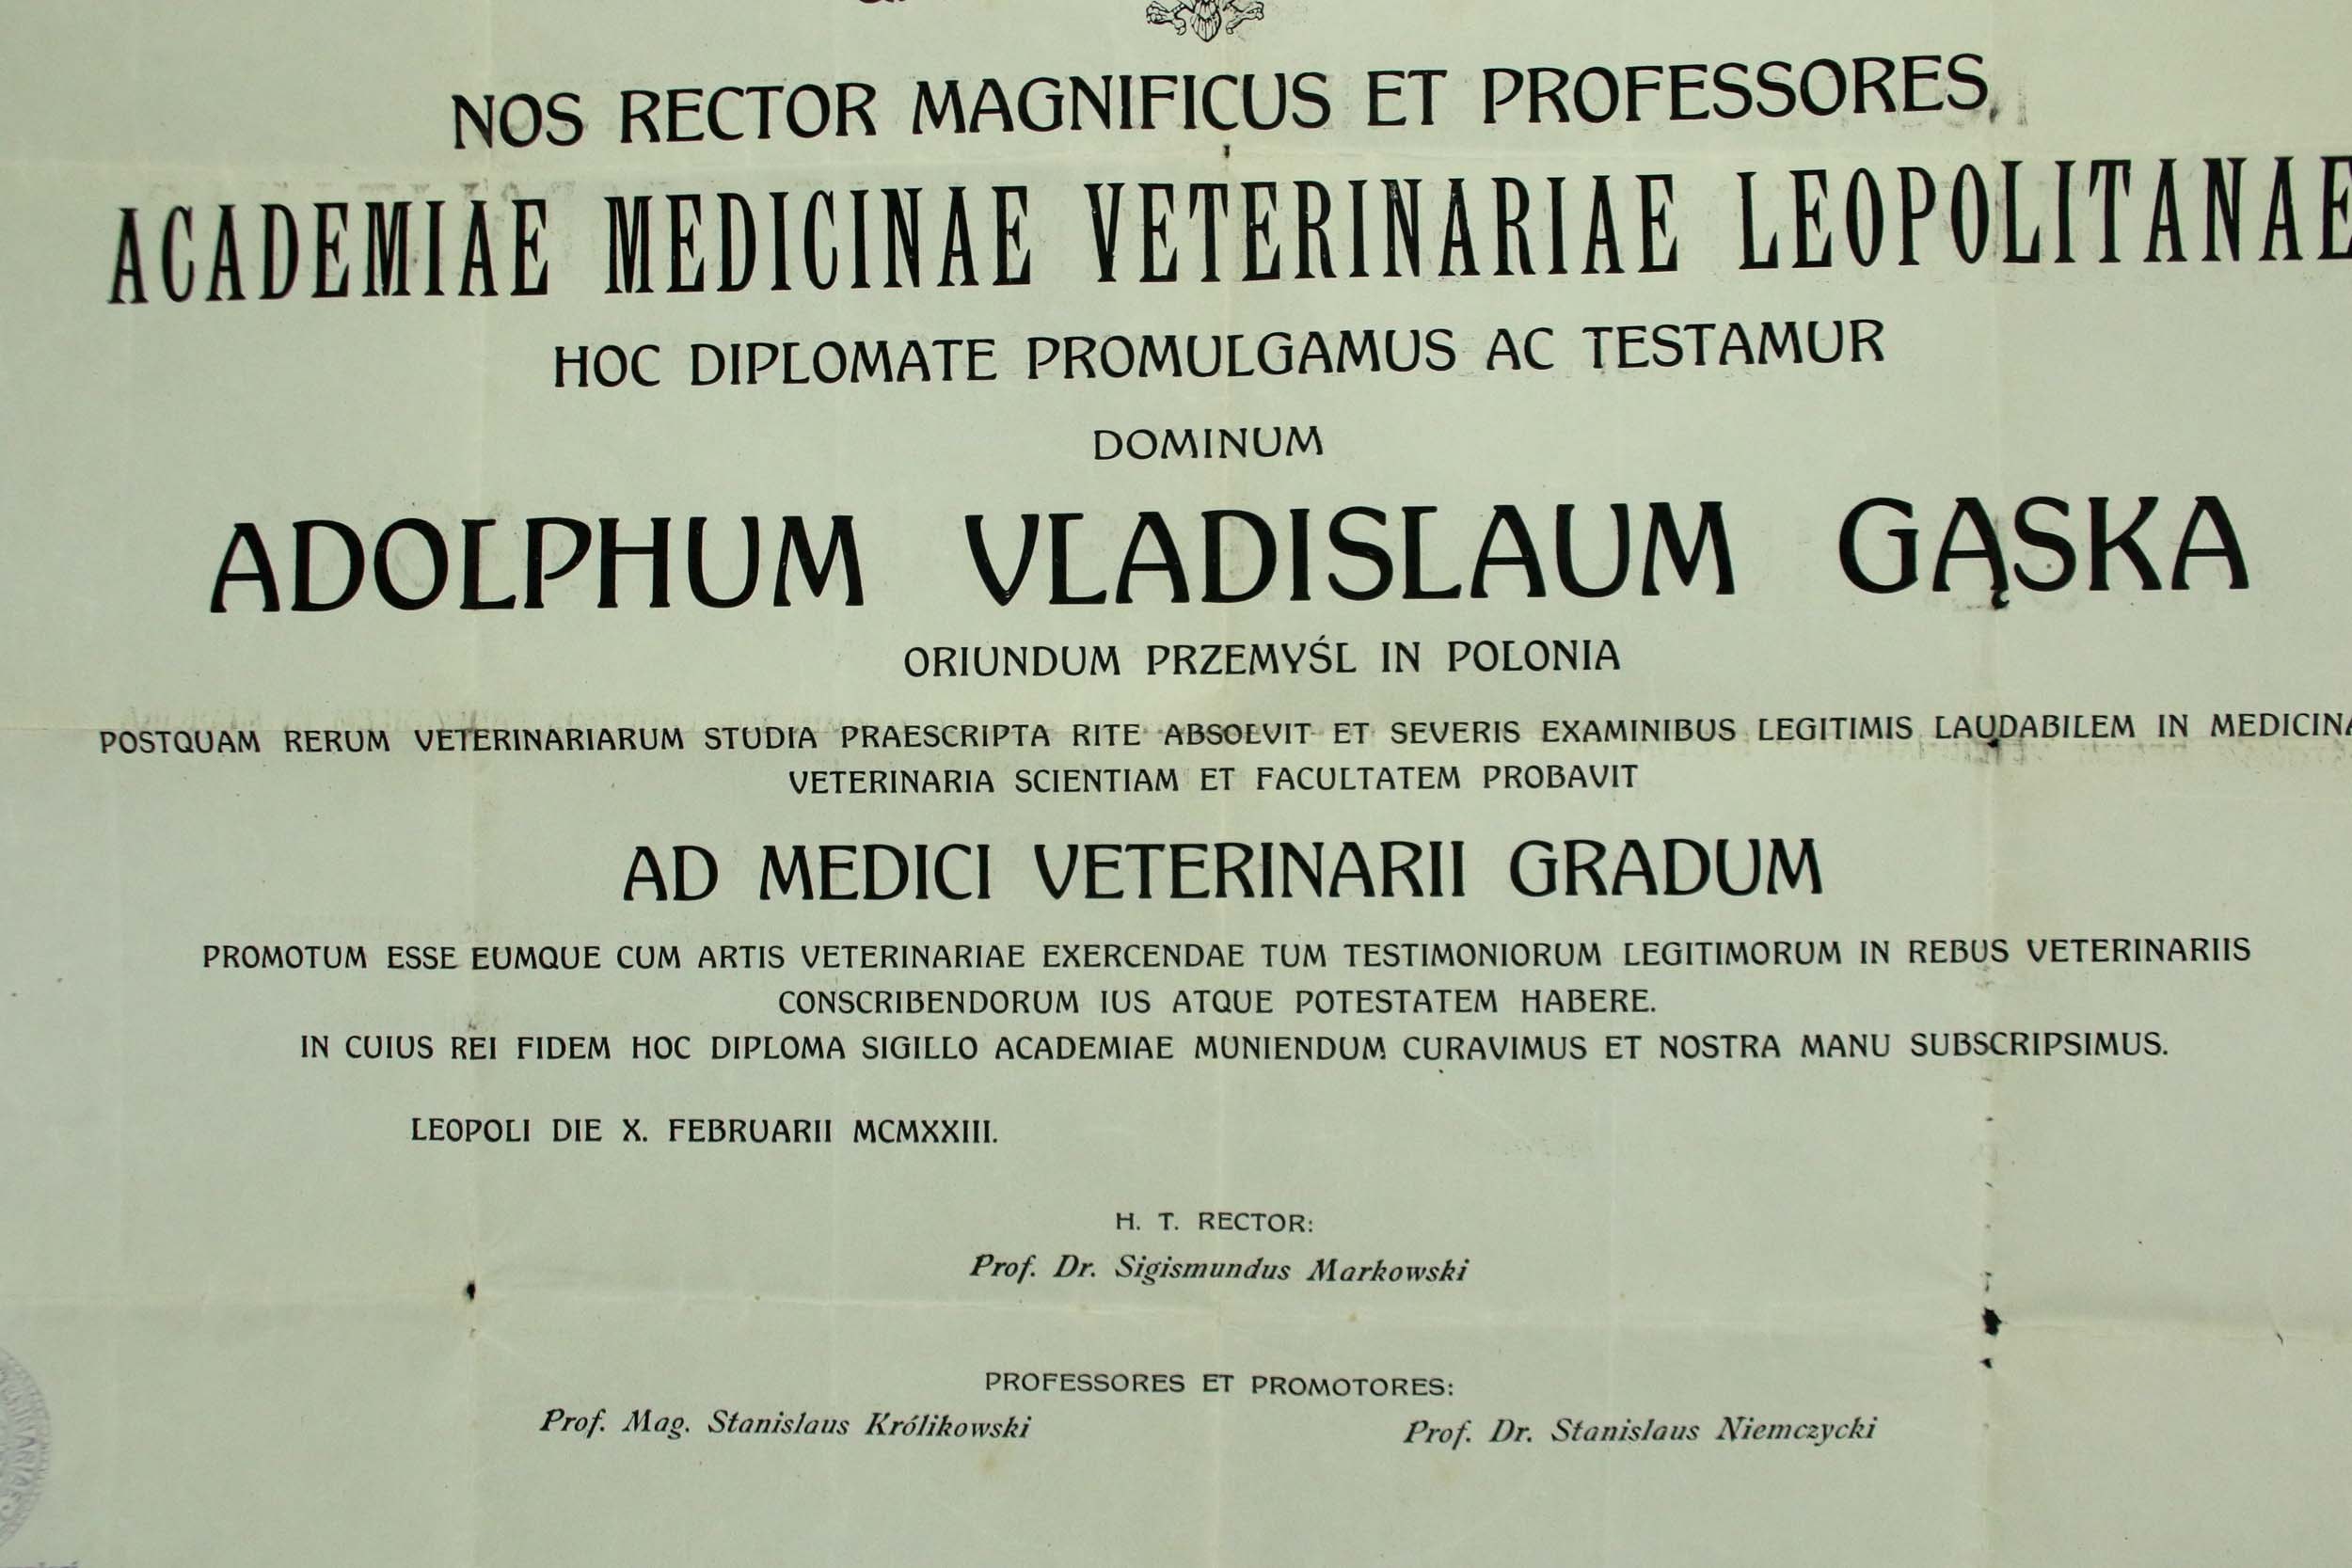 NOS RECTOR MAGNIFICUS ET PROFESSORES,
ACADEMIAE MEDICINAE VETERINARIAE LEOPOLITANAE
HOC DIPLOMATE PROMULGAMUS AC TESTAMUR
DOMINUM
ADOLPHUM VLADISLAUM GĄSKA
ORIUNDUM PRZEMYŚL IN POLONIA
POSTQUAM RERUM VETERINARIARUM STUDIA PRAESCRIPTA RITE ABSOLVIT ET SEVERIS EXAMINIBUS LEGITIMIS LAUDABILEM IN MEDICINA
VETERINARIA SCIENTIAM ET FACULTATEM PROBAVIT
AD MEDICI VETERINARII GRADUM
PROMOTUM ESSE EUMQUE CUM ARTIS VETERINARIAE EXERCENDAE TUM TESTIMONIORUM LEGITIMORUM IN REBUS VETERINARIIS
CONSCRIBENDORUM IUS ATQUE POTESTATEM HABERE.
IN CUIUS REI FIDEM HOC DIPLOMA SIGILLO ACADEMIAE MUNIENDUM CURAVIMUS ET NOSTRA MANU SUBSCRIPSIMUS.
LEOPOLI DIE X. FEBRUARII MCMXXIII.
H. T. RECTOR:
Prof. Dr. Sigismundus Markowski
PROFESSORES ET PROMOTORES:
Prof. Mag. Stanislaus Królikowski Prof. Dr. Stanislaus Niemczycki